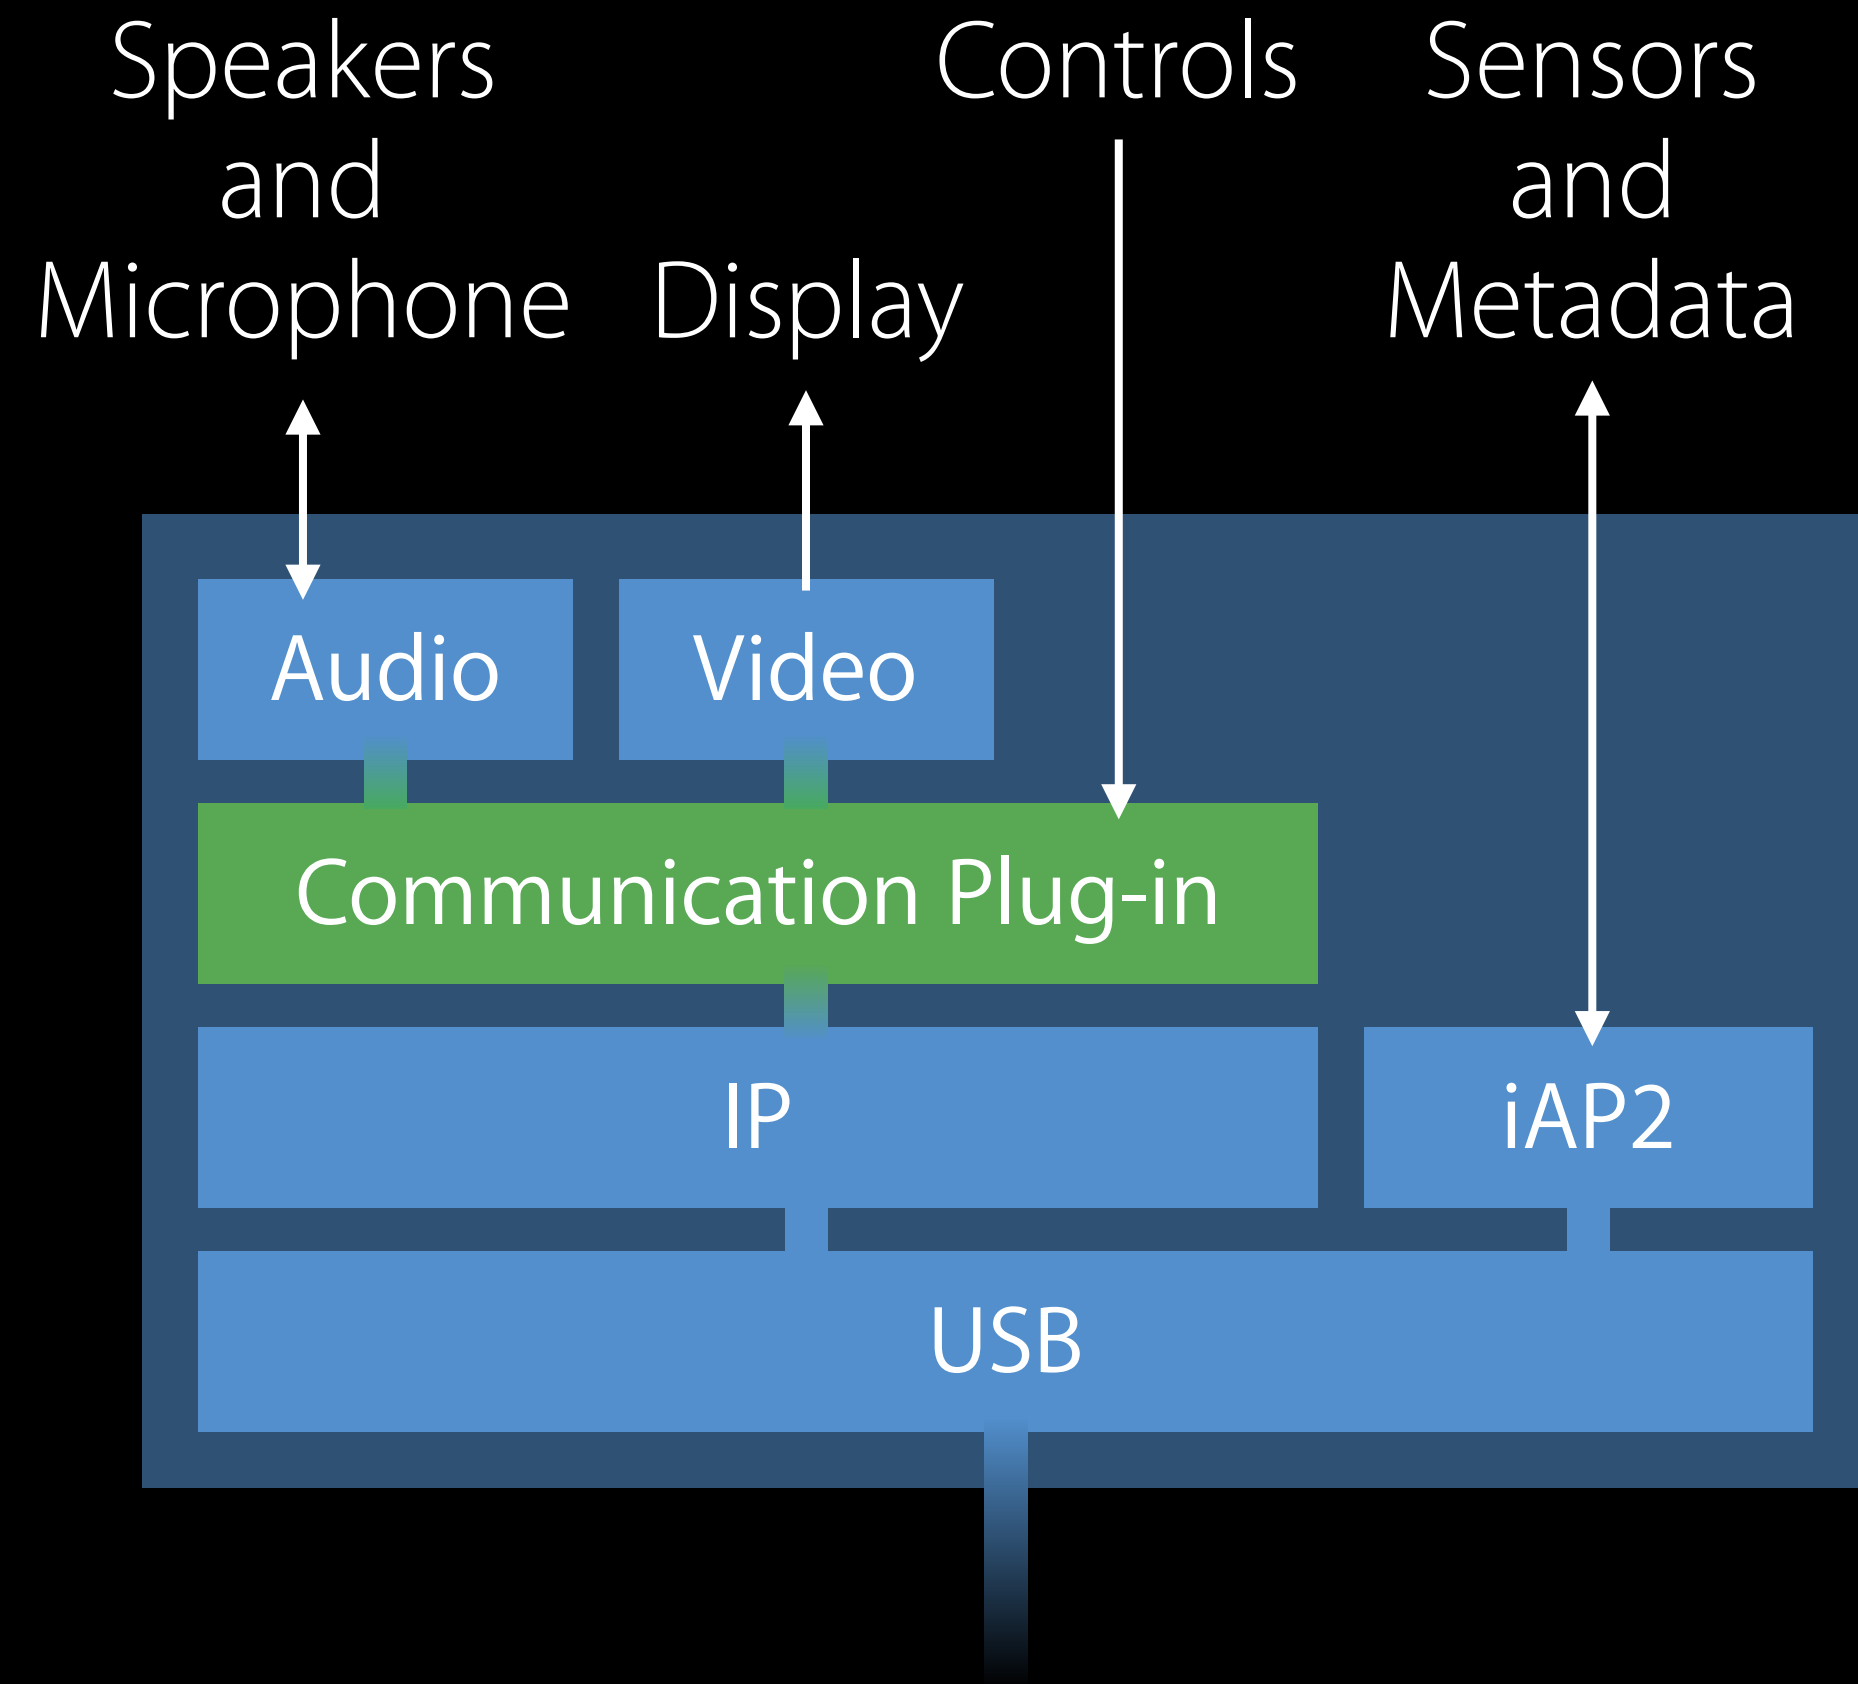 Speakers
and
Microphone
Display
Controls
Sensors
and
Metadata
Audio
Video
Communication Plug-in
IP
iAP2
USB